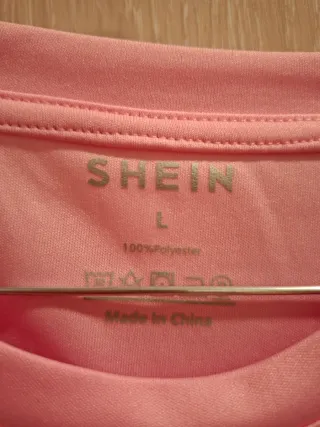 SHEIN
L
100%Polyester
Made in China